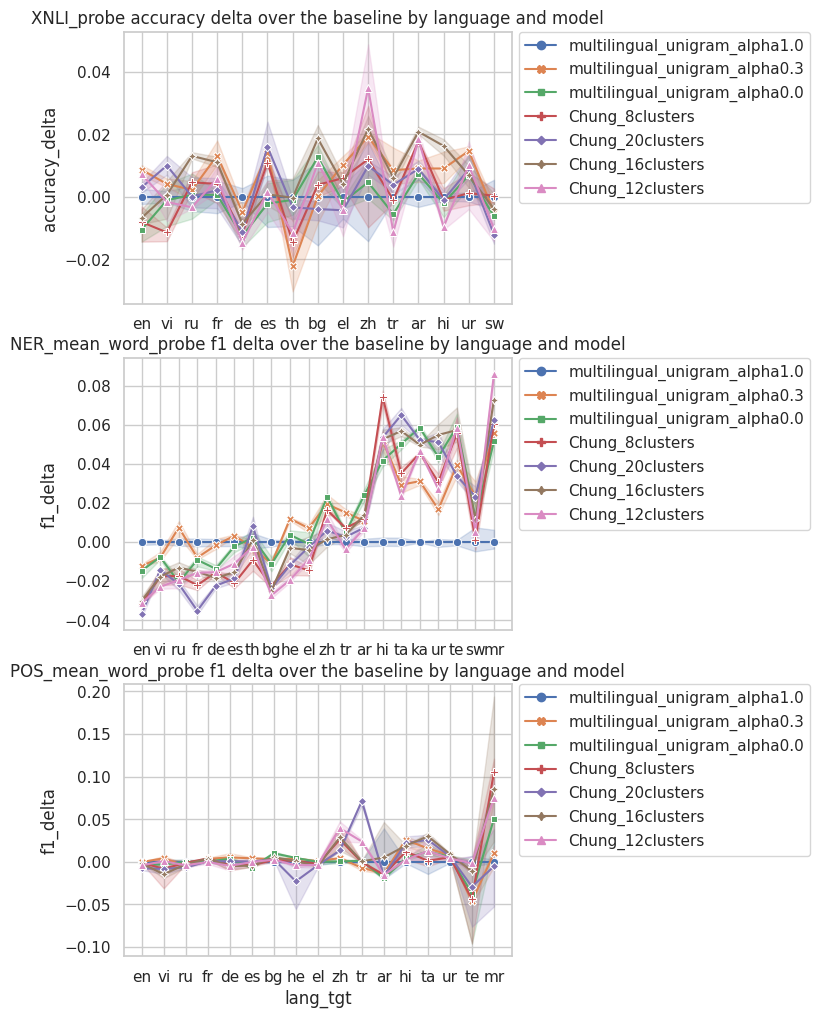 XNLI_probe accuracy delta over the baseline by language and model
accuracy_delta
0.04
0.02
0.00
−0.02
en vi ru fr de es th bg el zh tr ar hi ur sw
multilingual_unigram_alpha1.0
multilingual_unigram_alpha0.3
multilingual_unigram_alpha0.0
Chung_8clusters
Chung_20clusters
Chung_16clusters
Chung_12clusters
NER_mean_word_probe f1 delta over the baseline by language and model
f1_delta
0.08
0.06
0.04
0.02
0.00
−0.02
−0.04
en vi ru fr de es th bg he el zh tr ar hi ta ka ur te sw mr
multilingual_unigram_alpha1.0
multilingual_unigram_alpha0.3
multilingual_unigram_alpha0.0
Chung_8clusters
Chung_20clusters
Chung_16clusters
Chung_12clusters
POS_mean_word_probe f1 delta over the baseline by language and model
f1_delta
0.20
0.15
0.10
0.05
0.00
−0.05
−0.10
en vi ru fr de es bg he el zh tr ar hi ta ur te mr
lang_tgt
multilingual_unigram_alpha1.0
multilingual_unigram_alpha0.3
multilingual_unigram_alpha0.0
Chung_8clusters
Chung_20clusters
Chung_16clusters
Chung_12clusters